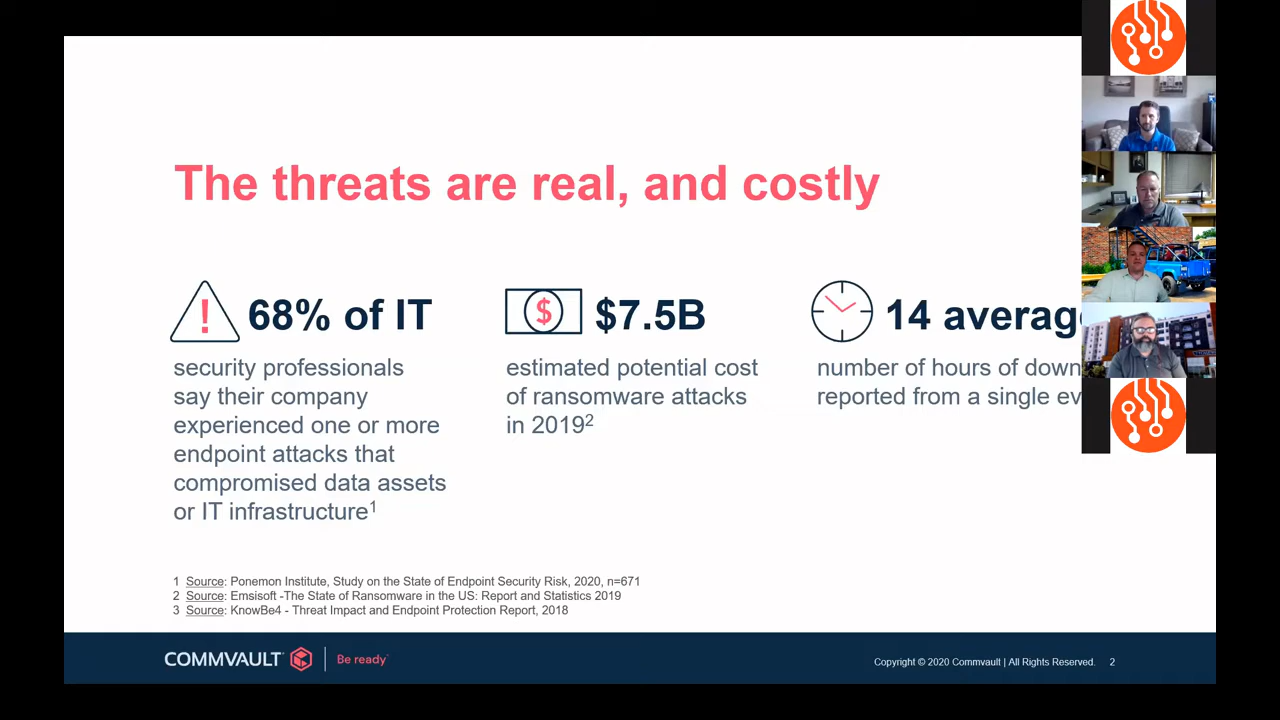 The threats are real, and costly
68% of IT
security professionals
say their company
experienced one or more
endpoint attacks that
compromised data assets
or IT infrastructure¹
$7.5B
estimated potential cost
of ransomware attacks
in 2019²
14
number of hours of
reported from a single
1 Source: Ponemon Institute, Study on the State of Endpoint Security Risk, 2020, n=671
2 Source: Emsisoft -The State of Ransomware in the US: Report and Statistics 2019
3 Source: KnowBe4 - Threat Impact and Endpoint Protection Report, 2018
COMMVAULT
Be ready
Copyright © 2020 Commvault | All Rights Reserved. 2